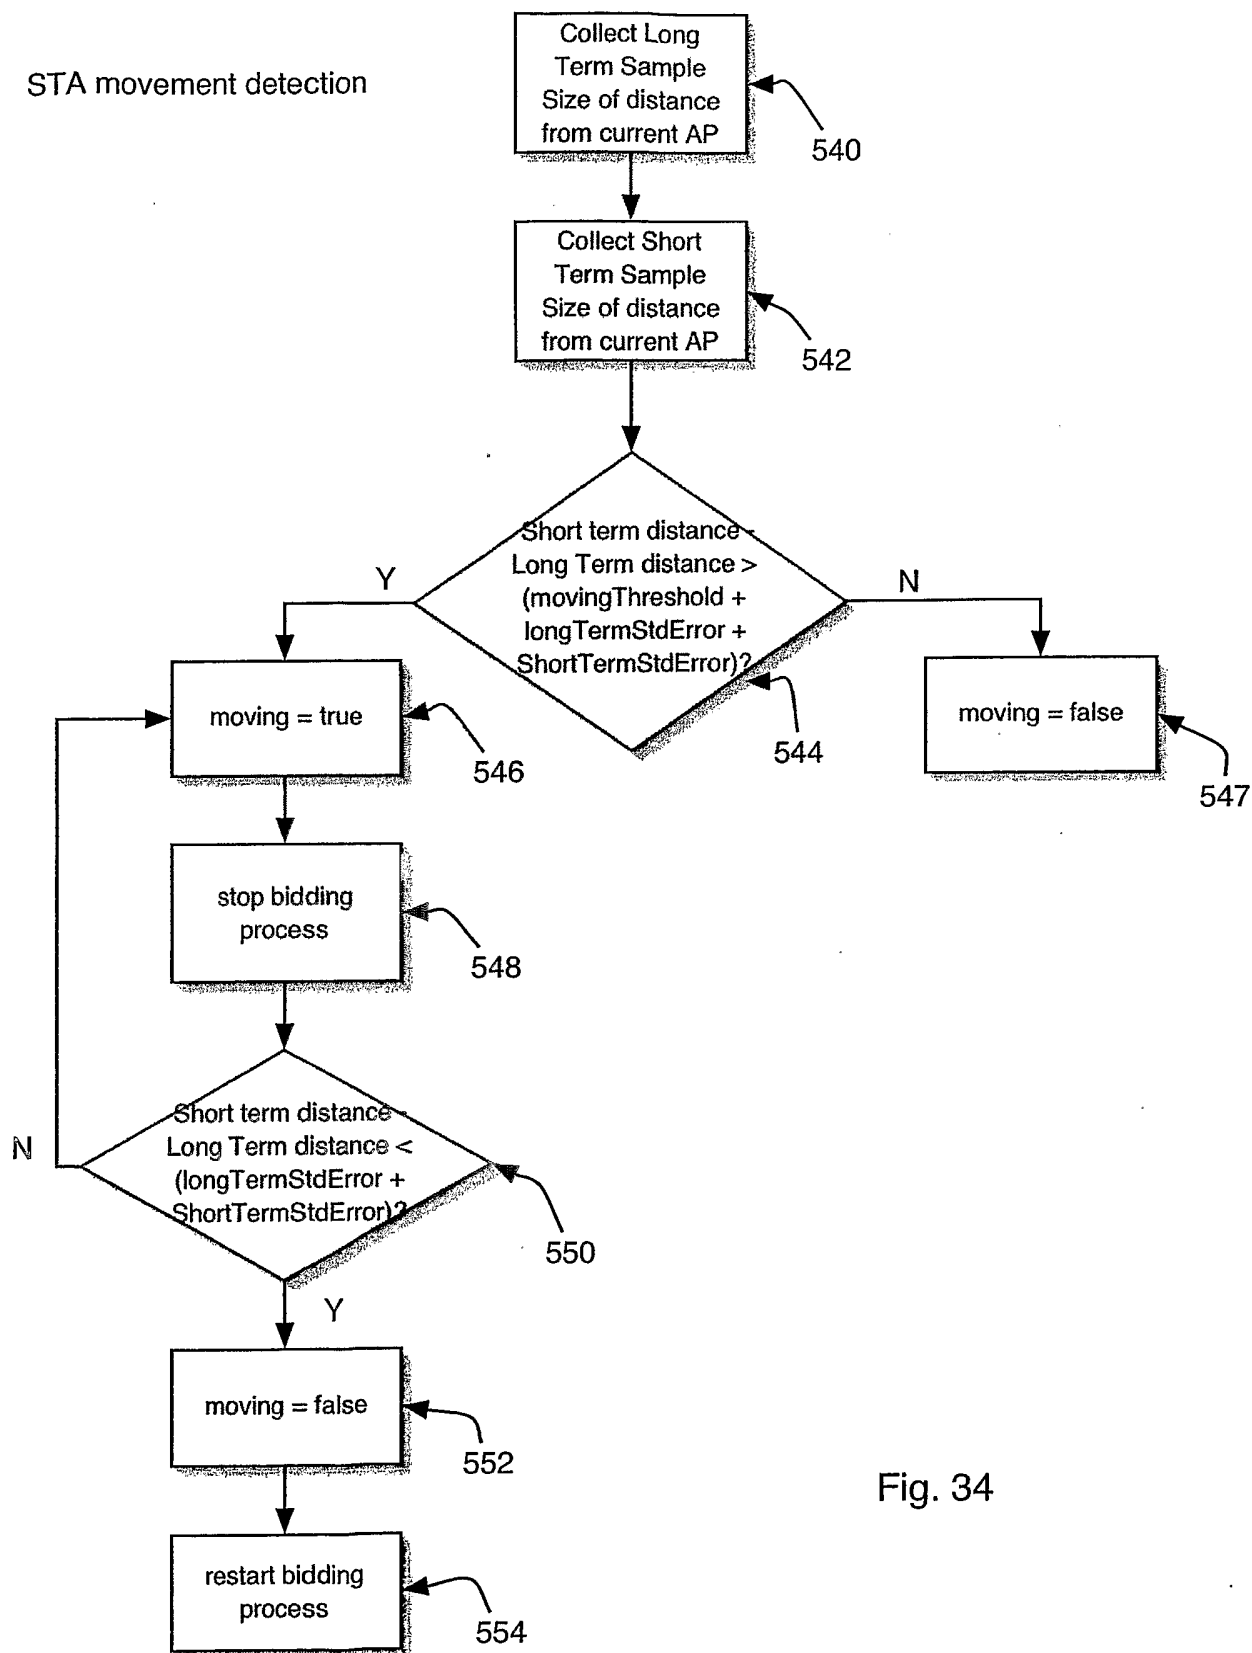 STA movement detection
Collect Long
Term Sample
Size of distance
from current AP
540
Collect Short
Term Sample
Size of distance
from current AP
542
Short term distance -
Long Term distance >
(movingThreshold +
longTermStdError +
ShortTermStdError)?
544
Y
N
moving = true
546
moving = false
547
stop bidding
process
548
Short term distance -
Long Term distance <
(longTermStdError +
ShortTermStdError)?
550
N
Y
moving = false
552
restart bidding
process
554
Fig. 34